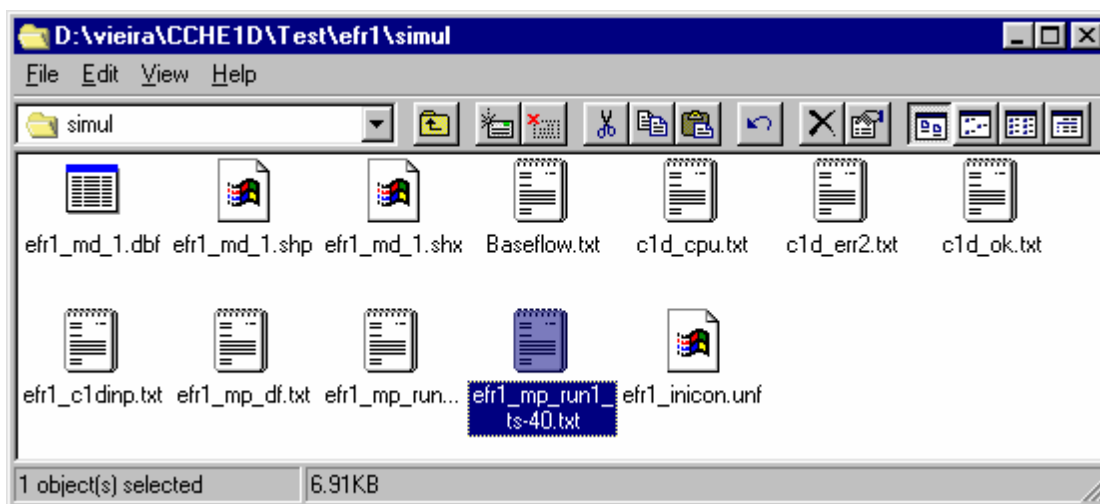 D:\vieira\CCHE1D\Test\efr1\simul
File Edit View Help
simul
efr1_md_1.dbf efr1_md_1.shp efr1_md_1.shx Baseflow.txt c1d_cpu.txt c1d_err2.txt c1d_ok.txt
efr1_c1dinp.txt efr1_mp_df.txt efr1_mp_run... efr1_mp_run1_ efr1_inicon.unf
ts-40.txt
1 object(s) selected 6.91KB